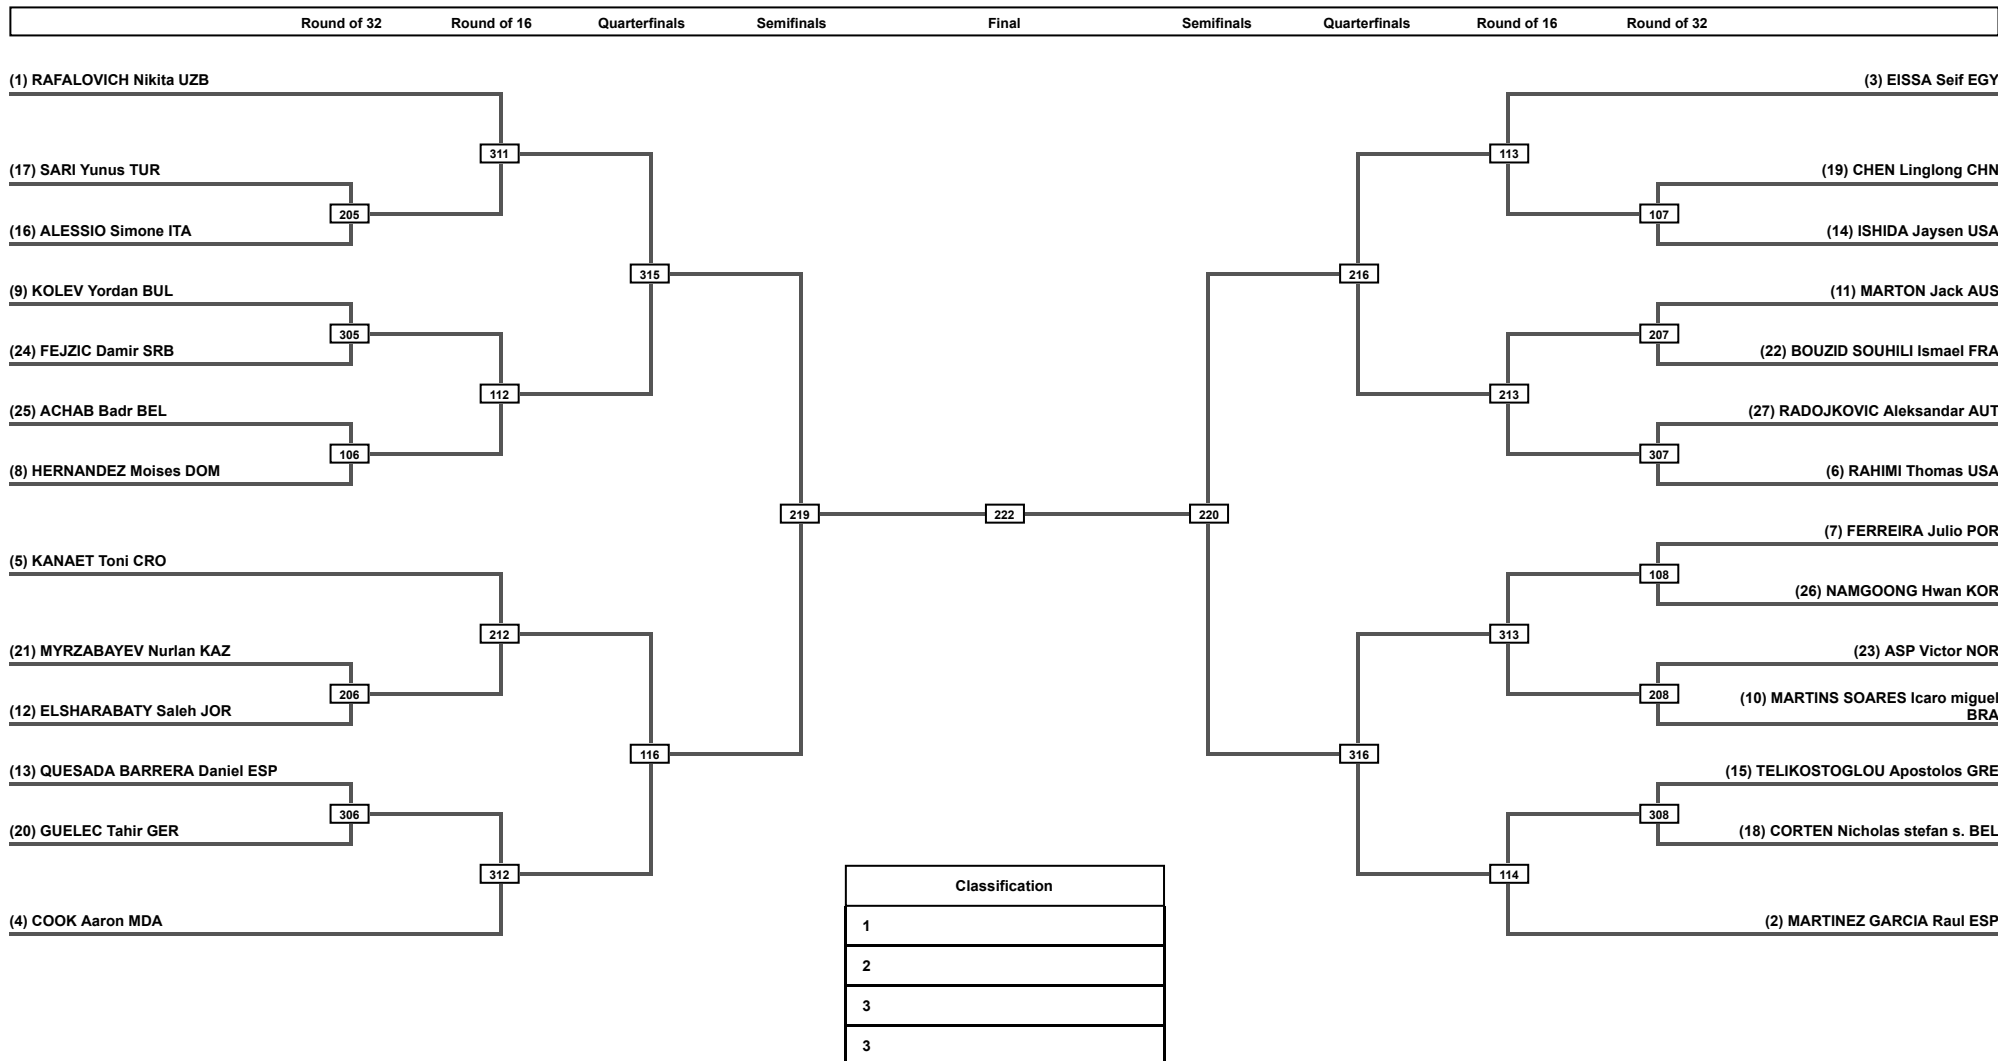 Round of 32 Round of 16 Quarterfinals Semifinals Final Semifinals Quarterfinals Round of 16 Round of 32
(1) RAFALOVICH Nikita UZB
(17) SARI Yunus TUR
(16) ALESSIO Simone ITA
(9) KOLEV Yordan BUL
(24) FEJZIC Damir SRB
(25) ACHAB Badr BEL
(8) HERNANDEZ Moises DOM
(5) KANAET Toni CRO
(21) MYRZABAYEV Nurlan KAZ
(12) ELSHARABATY Saleh JOR
(13) QUESADA BARRERA Daniel ESP
(20) GUELEC Tahir GER
(4) COOK Aaron MDA
205
305
106
206
306
311
112
212
312
315
116
219
222
220
216
316
113
213
313
114
107
207
307
108
208
308
(3) EISSA Seif EGY
(19) CHEN Linglong CHN
(14) ISHIDA Jaysen USA
(11) MARTON Jack AUS
(22) BOUZID SOUHILI Ismael FRA
(27) RADOJKOVIC Aleksandar AUT
(6) RAHIMI Thomas USA
(7) FERREIRA Julio POR
(26) NAMGOONG Hwan KOR
(23) ASP Victor NOR
(10) MARTINS SOARES Icaro miguel
BRA
(15) TELIKOSTOGLOU Apostolos GRE
(18) CORTEN Nicholas stefan s. BEL
(2) MARTINEZ GARCIA Raul ESP
Classification
1
2
3
3